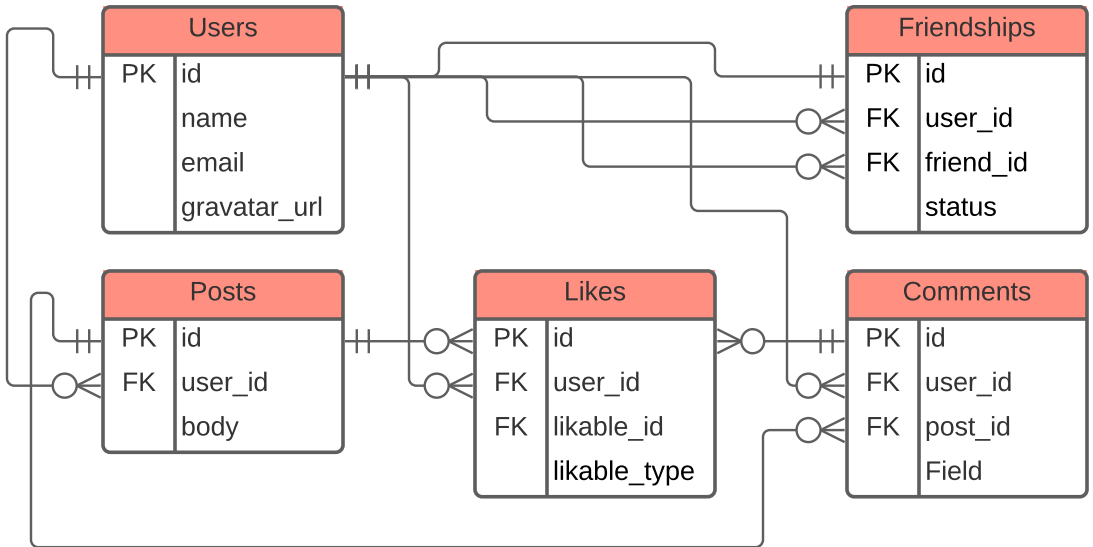 Users
PK id
name
email
gravatar_url
Friendships
PK id
FK user_id
FK friend_id
status
Posts
PK id
FK user_id
body
Likes
PK id
FK user_id
FK likable_id
likable_type
Comments
PK id
FK user_id
FK post_id
Field